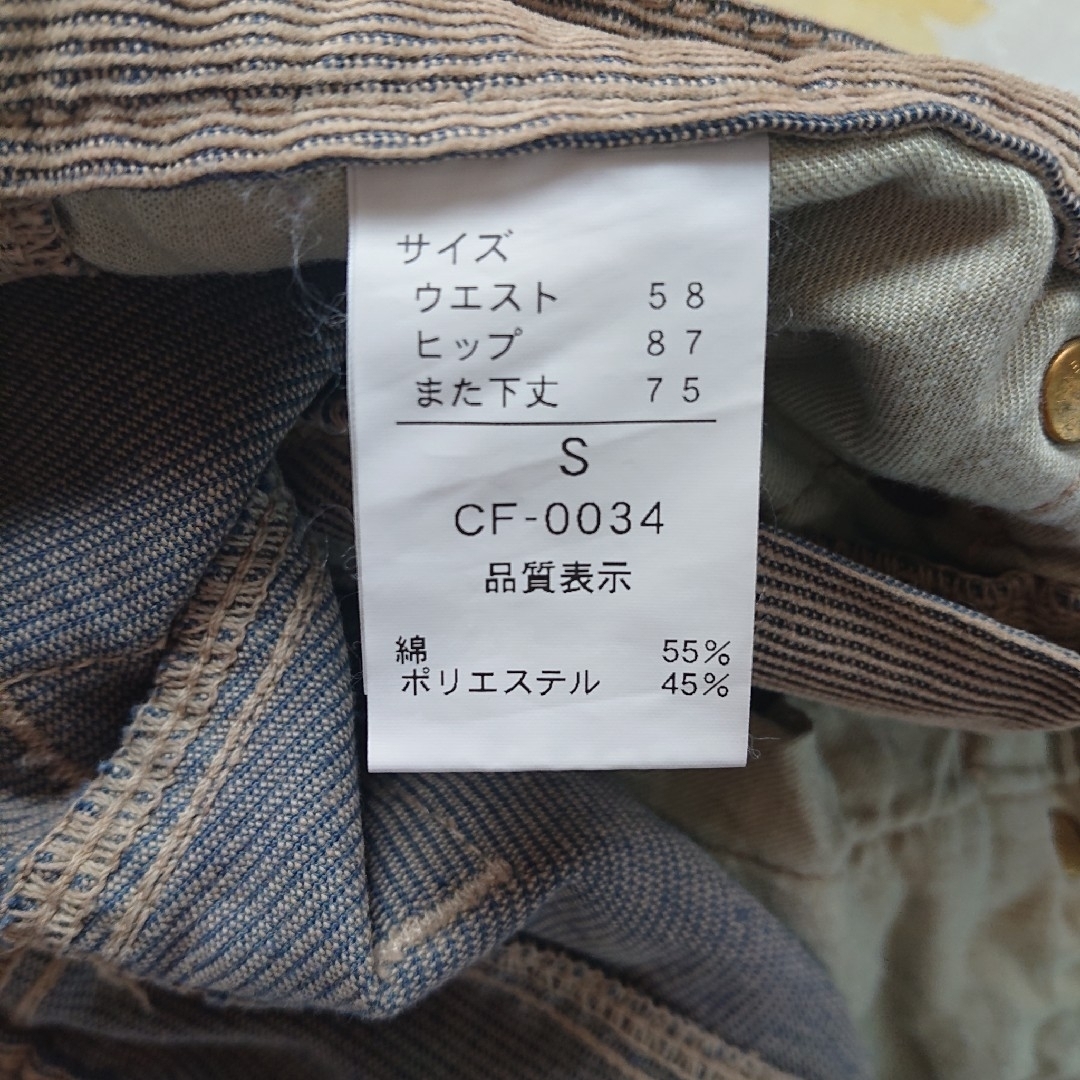 サイズ
ウエスト 58
ヒップ 87
また下丈 75
S
CF-0034
品質表示
綿 55%
ポリエステル 45%